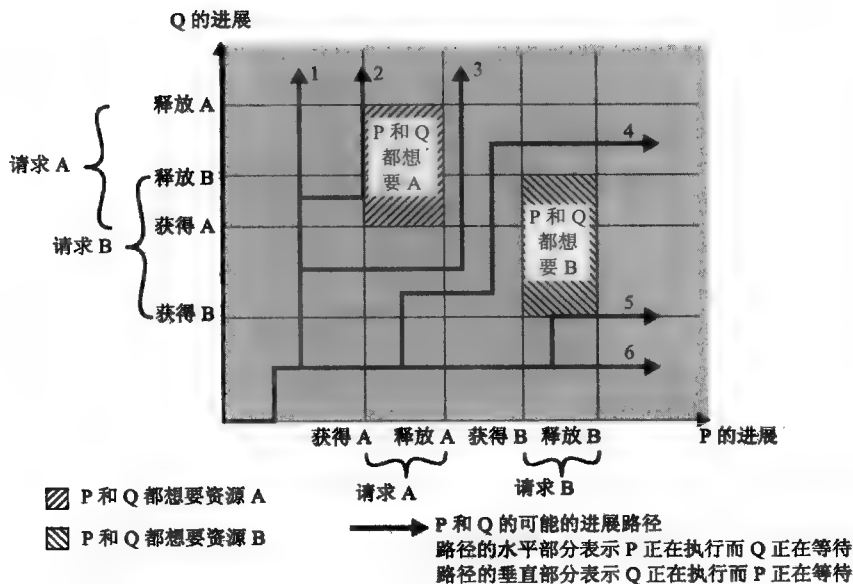 Q 的进展
1
2
3
4
5
6
释放 A
请求 A
释放 B
获得 A
请求 B
获得 B
P 和 Q
都想
要 A
P 和 Q
都想
要 B
获得 A 释放 A 获得 B 释放 B P 的进展
请求 A 请求 B
P 和 Q 都想要资源 A
P 和 Q 都想要资源 B
P 和 Q 的可能的进展路径
路径的水平部分表示 P 正在执行而 Q 正在等待
路径的垂直部分表示 Q 正在执行而 P 正在等待